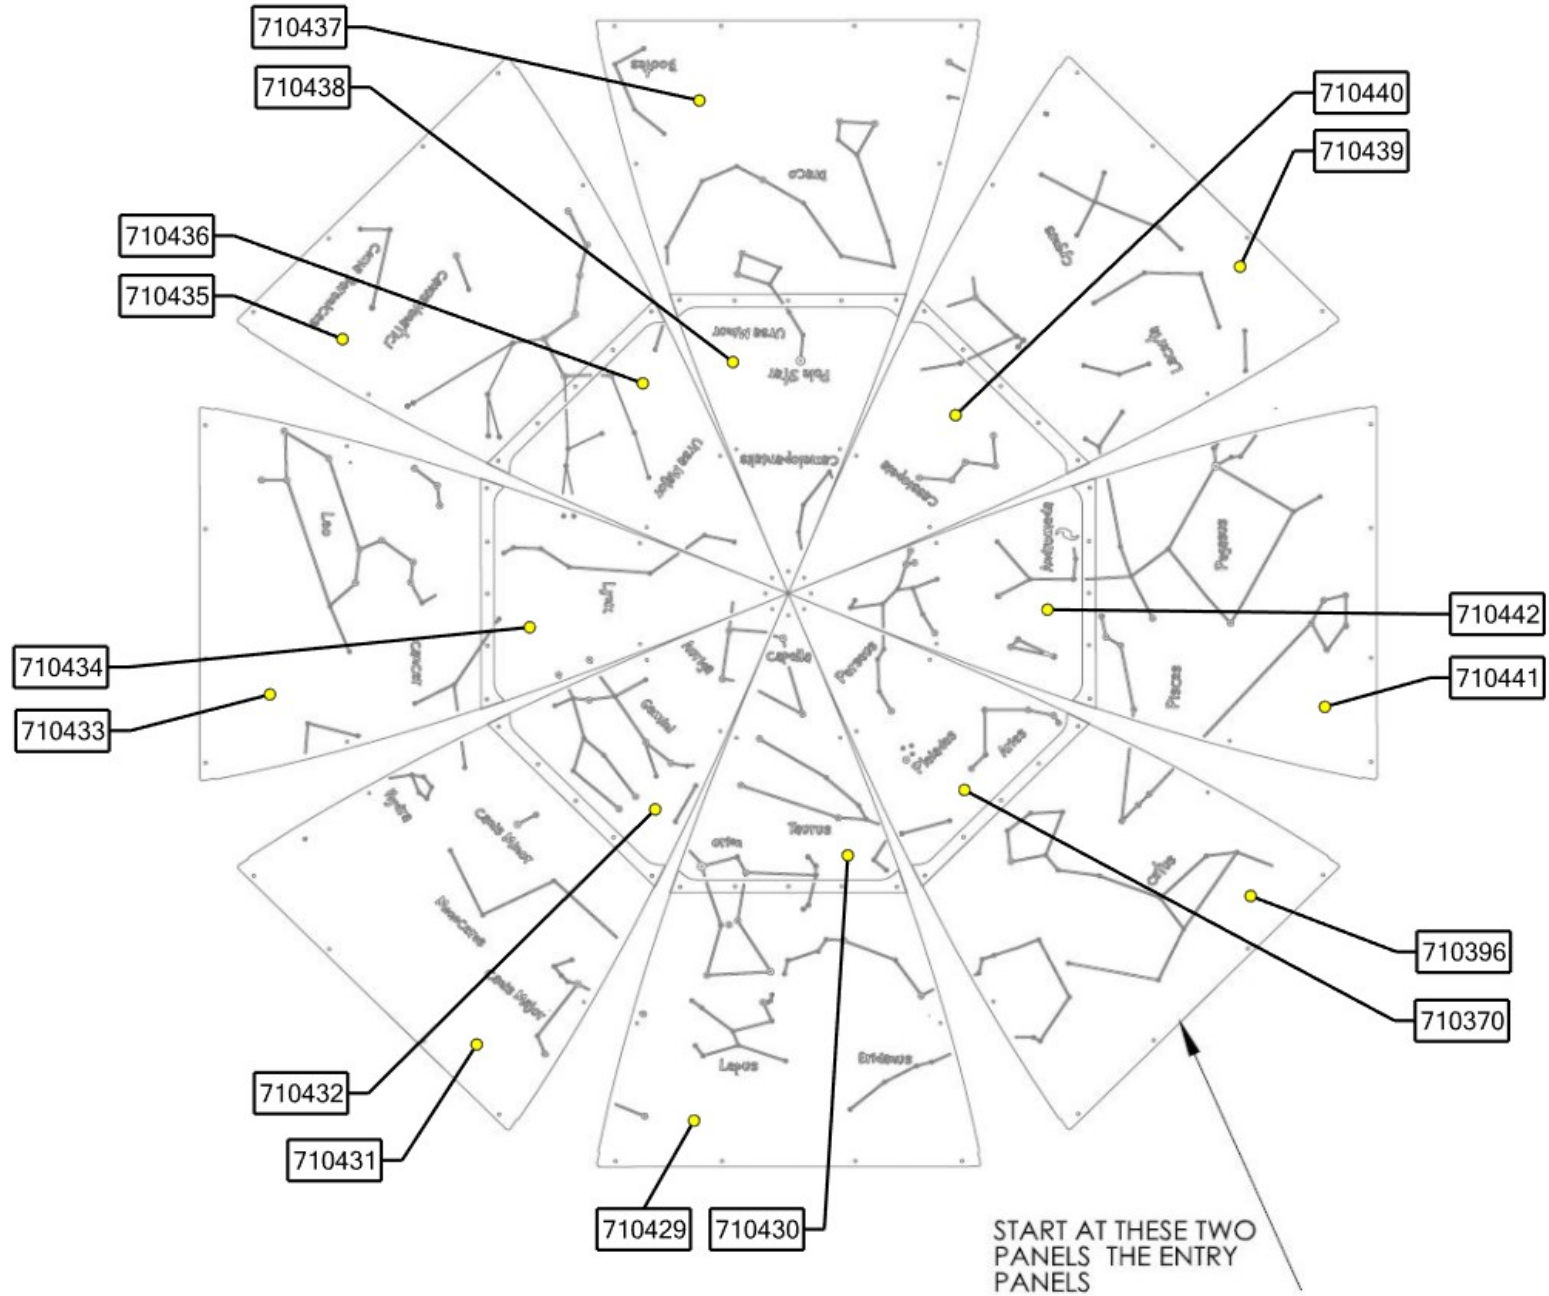 710437
710438
710440
710439
710436
710435
Bootes
Draco
Cygnus
Lacerta
Canes
Venatices
Ursa Minor
Pole Star
Camelopardalis
Ursa Major
Cassiopeia
Andromeda
Pegasus
Leo
Lynx
710442
710434
710433
Cancer
Auriga
Capella
Perseus
Pisces
710441
Gemini
Pleiades
Aries
Hydra
Canis Minor
Taurus
Orion
Cetus
710396
710370
Canis Major
Lepus
Eridanus
710432
710431
710429
710430
START AT THESE TWO
PANELS THE ENTRY
PANELS